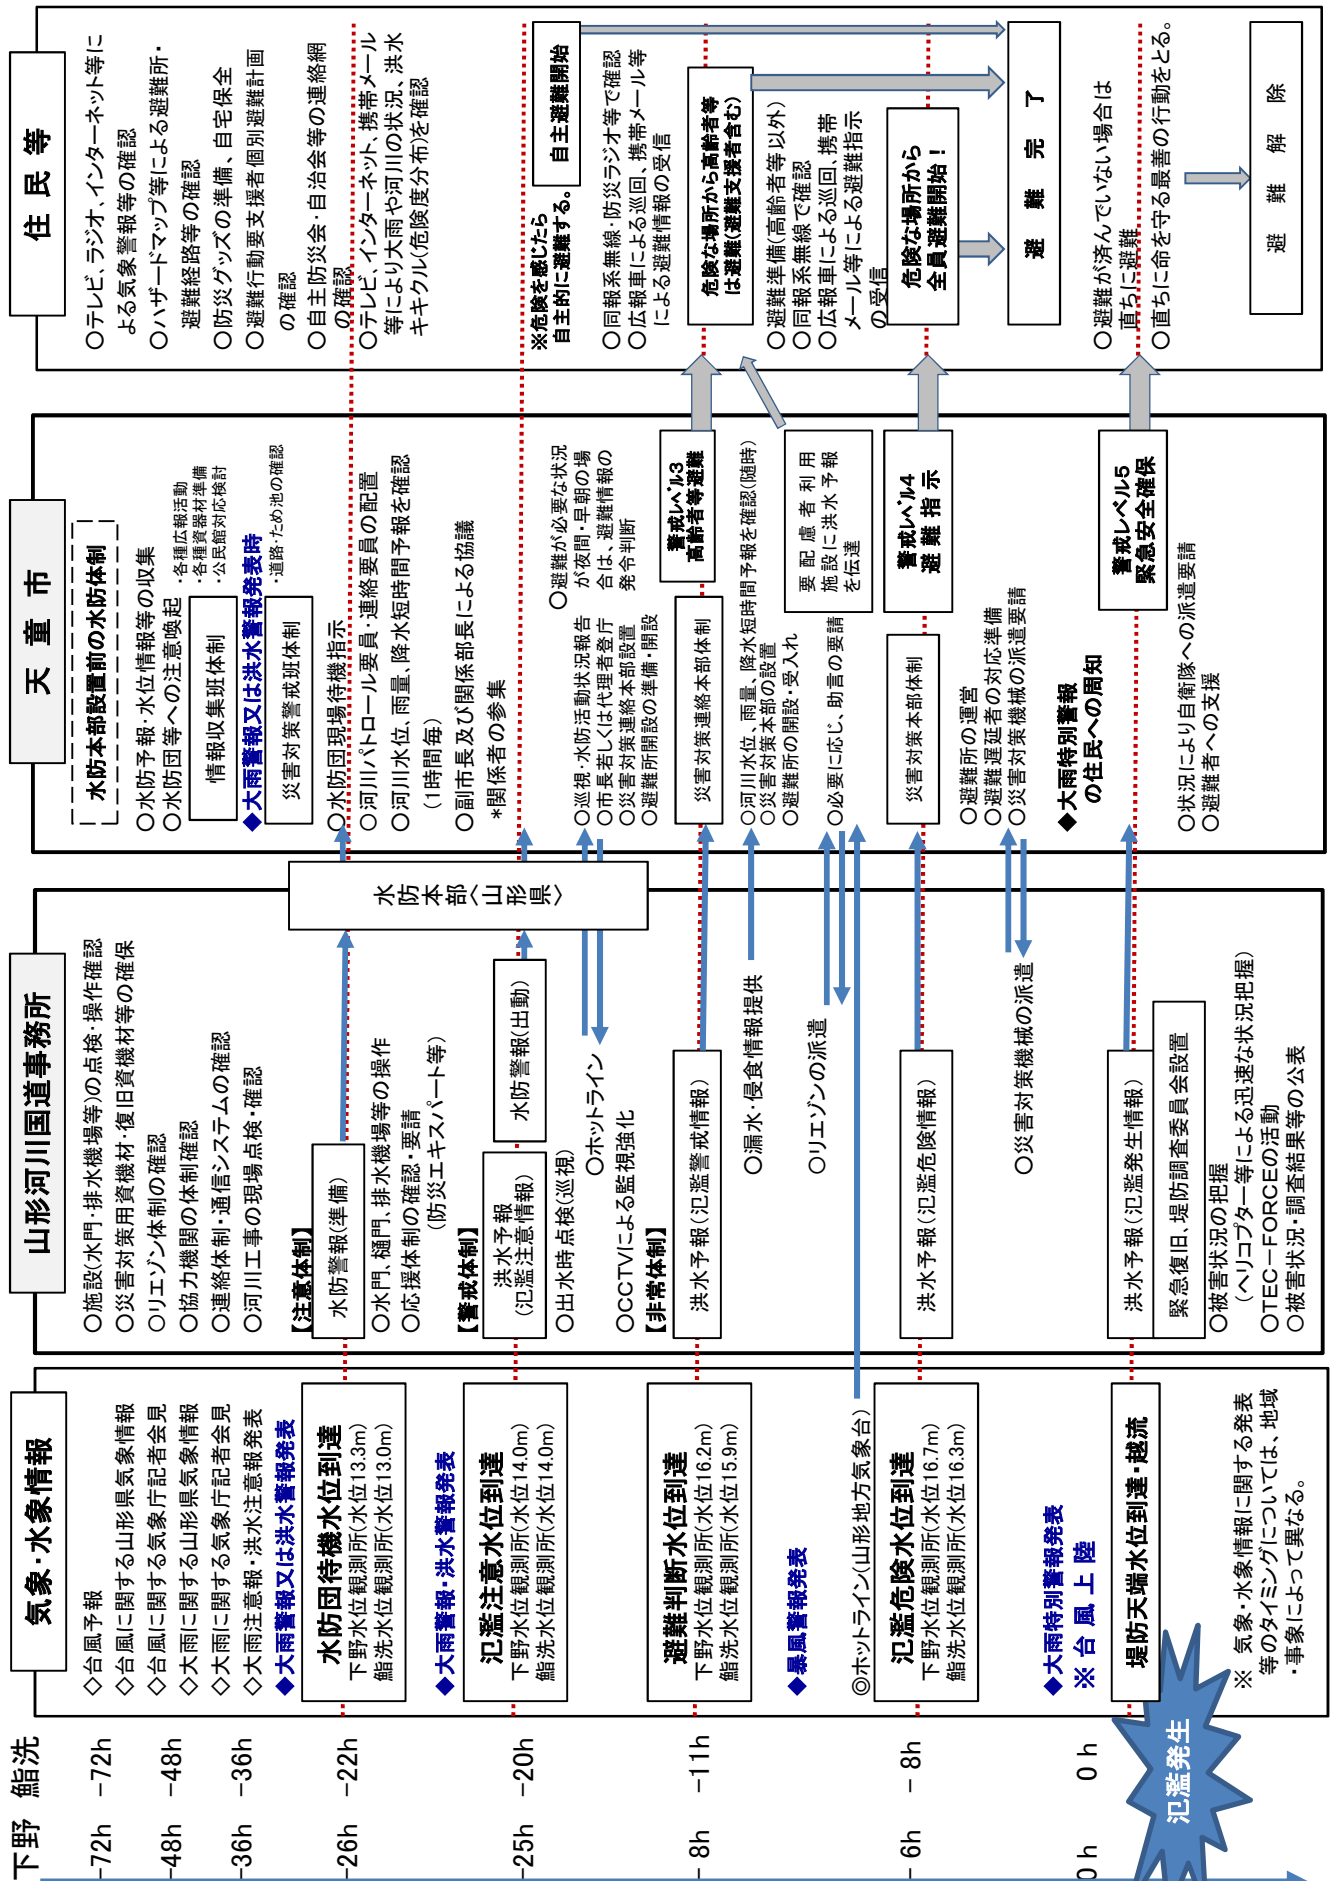 下野
鮨洗
－72h
－72h
－48h
－48h
－36h
－36h
－26h
－22h
－25h
－20h
－8h
－11h
－6h
－8h
0h
0h
氾濫発生
気象・水象情報
◇台風予報
◇台風に関する山形県気象情報
◇台風に関する気象庁記者会見
◇大雨に関する山形県気象情報
◇大雨に関する気象庁記者会見
◇大雨注意報・洪水注意報発表
◆大雨警報又は洪水警報発表
水防団待機水位到達
下野水位観測所(水位13.3m)
鮨洗水位観測所(水位13.0m)
◆大雨警報・洪水警報発表
氾濫注意水位到達
下野水位観測所(水位14.0m)
鮨洗水位観測所(水位14.0m)
避難判断水位到達
下野水位観測所(水位16.2m)
鮨洗水位観測所(水位15.9m)
◆暴風警報発表
◎ホットライン(山形地方気象台)
氾濫危険水位到達
下野水位観測所(水位16.7m)
鮨洗水位観測所(水位16.3m)
◆大雨特別警報発表
※台風上陸
堤防天端水位到達・越流
※ 気象・水象情報に関する発表
等のタイミングについては、地域
・事象によって異なる。
山形河川国道事務所
○施設(水門・排水機場等)の点検・操作確認
○災害対策用資機材・復旧資機材等の確保
○リエゾン体制の確認
○協力機関の体制確認
○連絡体制・通信システムの確認
○河川工事の現場点検・確認
【注意体制】
水防警報(準備)
○水門、樋門、排水機場等の操作
○応援体制の確認・要請
(防災エキスパート等)
【警戒体制】
洪水予報
(氾濫注意情報)
水防警報(出動)
○出水時点検(巡視)
○ホットライン
○CCTVによる監視強化
【非常体制】
洪水予報(氾濫警戒情報)
○漏水・侵食情報提供
○リエゾンの派遣
洪水予報(氾濫危険情報)
○災害対策機械の派遣
洪水予報(氾濫発生情報)
緊急復旧、堤防調査委員会設置
○被害状況の把握
(ヘリコプター等による迅速な状況把握)
○TEC－FORCEの活動
○被害状況・調査結果等の公表
水防本部〈山形県〉
天童市
水防本部設置前の水防体制
○水防予報・水位情報等の収集
○水防団等への注意喚起
情報収集班体制
・各種広報活動
・各種資器材準備
・公民館対応検討
◆大雨警報又は洪水警報発表時
災害対策警戒班体制
・道路・ため池の確認
○水防団現場待機指示
○河川パトロール要員・連絡要員の配置
○河川水位、雨量、降水短時間予報を確認
(1時間毎)
○副市長及び関係部長による協議
*関係者の参集
○避難が必要な状況
が夜間・早朝の場
合は、避難情報の
発令判断
○巡視・水防活動状況報告
○市長若しくは代理者登庁
○災害対策連絡本部設置
○避難所開設の準備・開設
災害対策連絡本部体制
警戒レベル3
高齢者等避難
○河川水位、雨量、降水短時間予報を確認(随時)
○災害対策本部の設置
○避難所の開設・受入れ
要配慮者利用
施設に洪水予報
を伝達
○必要に応じ、助言の要請
災害対策本部体制
警戒レベル4
避難指示
○避難所の運営
○避難遅延者の対応準備
○災害対策機械の派遣要請
◆大雨特別警報
の住民への周知
警戒レベル5
緊急安全確保
○状況により自衛隊への派遣要請
○避難者への支援
住民等
○テレビ、ラジオ、インターネット等に
よる気象警報等の確認
○ハザードマップ等による避難所・
避難経路等の確認
○防災グッズの準備、自宅保全
○避難行動要支援者個別避難計画
の確認
○自主防災会・自治会等の連絡網
の確認
○テレビ、インターネット、携帯メール
等により大雨や河川の状況、洪水
キキクル(危険度分布)を確認
※危険を感じたら
自主的に避難する。
自主避難開始
○同報系無線・防災ラジオ等で確認
○広報車による巡回、携帯メール等
による避難情報の受信
危険な場所から高齢者等
は避難(避難支援者含む)
○避難準備(高齢者等以外)
○同報系無線で確認
○広報車による巡回、携帯
メール等による避難指示
の受信
危険な場所から
全員避難開始！
避難完了
○避難が済んでいない場合は
直ちに避難
○直ちに命を守る最善の行動をとる。
避難解除